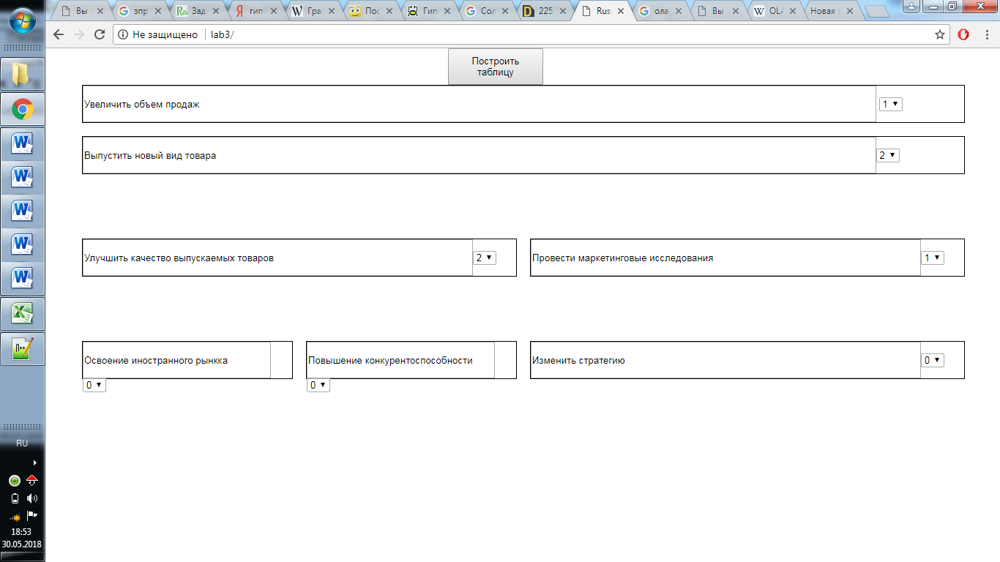 Вы
зпр
Зад
гип
Гра
Пос
Гип
Сол
225
Rus
ола
Вы
OLA
Новая
Не защищено
lab3/
Построить
таблицу
Увеличить объем продаж
1
Выпустить новый вид товара
2
Улучшить качество выпускаемых товаров
2
Провести маркетинговые исследования
1
Освоение иностранного рынкка
0
Повышение конкурентоспособности
0
Изменить стратегию
0
RU
18:53
30.05.2018